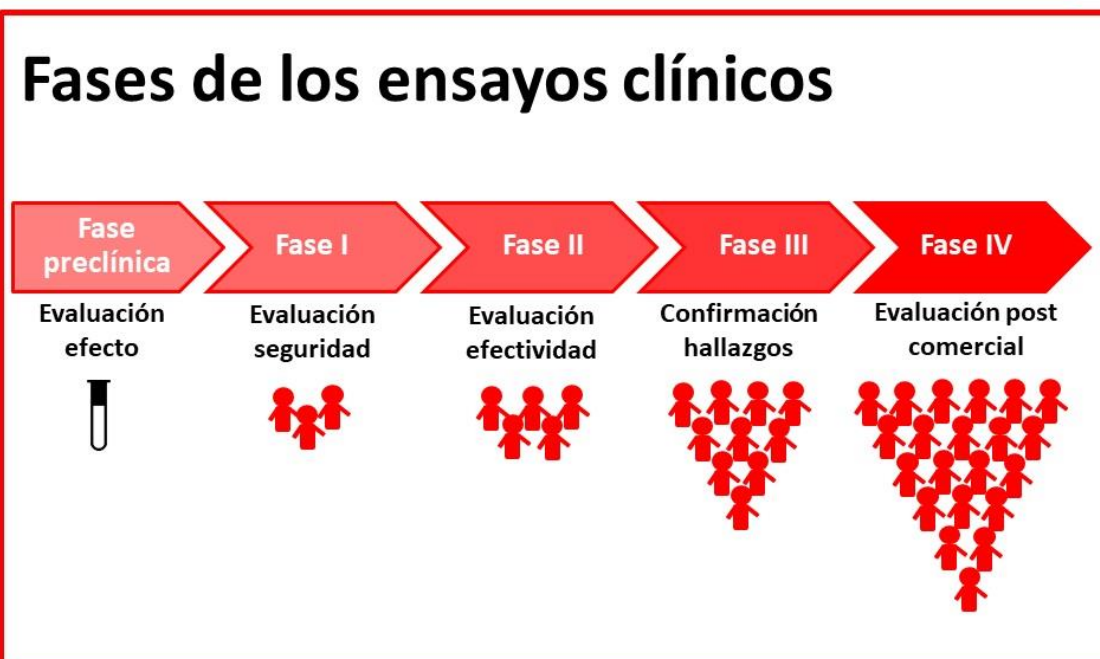 Fases de los ensayos clínicos
Fase
preclínica
Fase I
Fase II
Fase III
Fase IV
Evaluación
efecto
Evaluación
seguridad
Evaluación
efectividad
Confirmación
hallazgos
Evaluación post
comercial